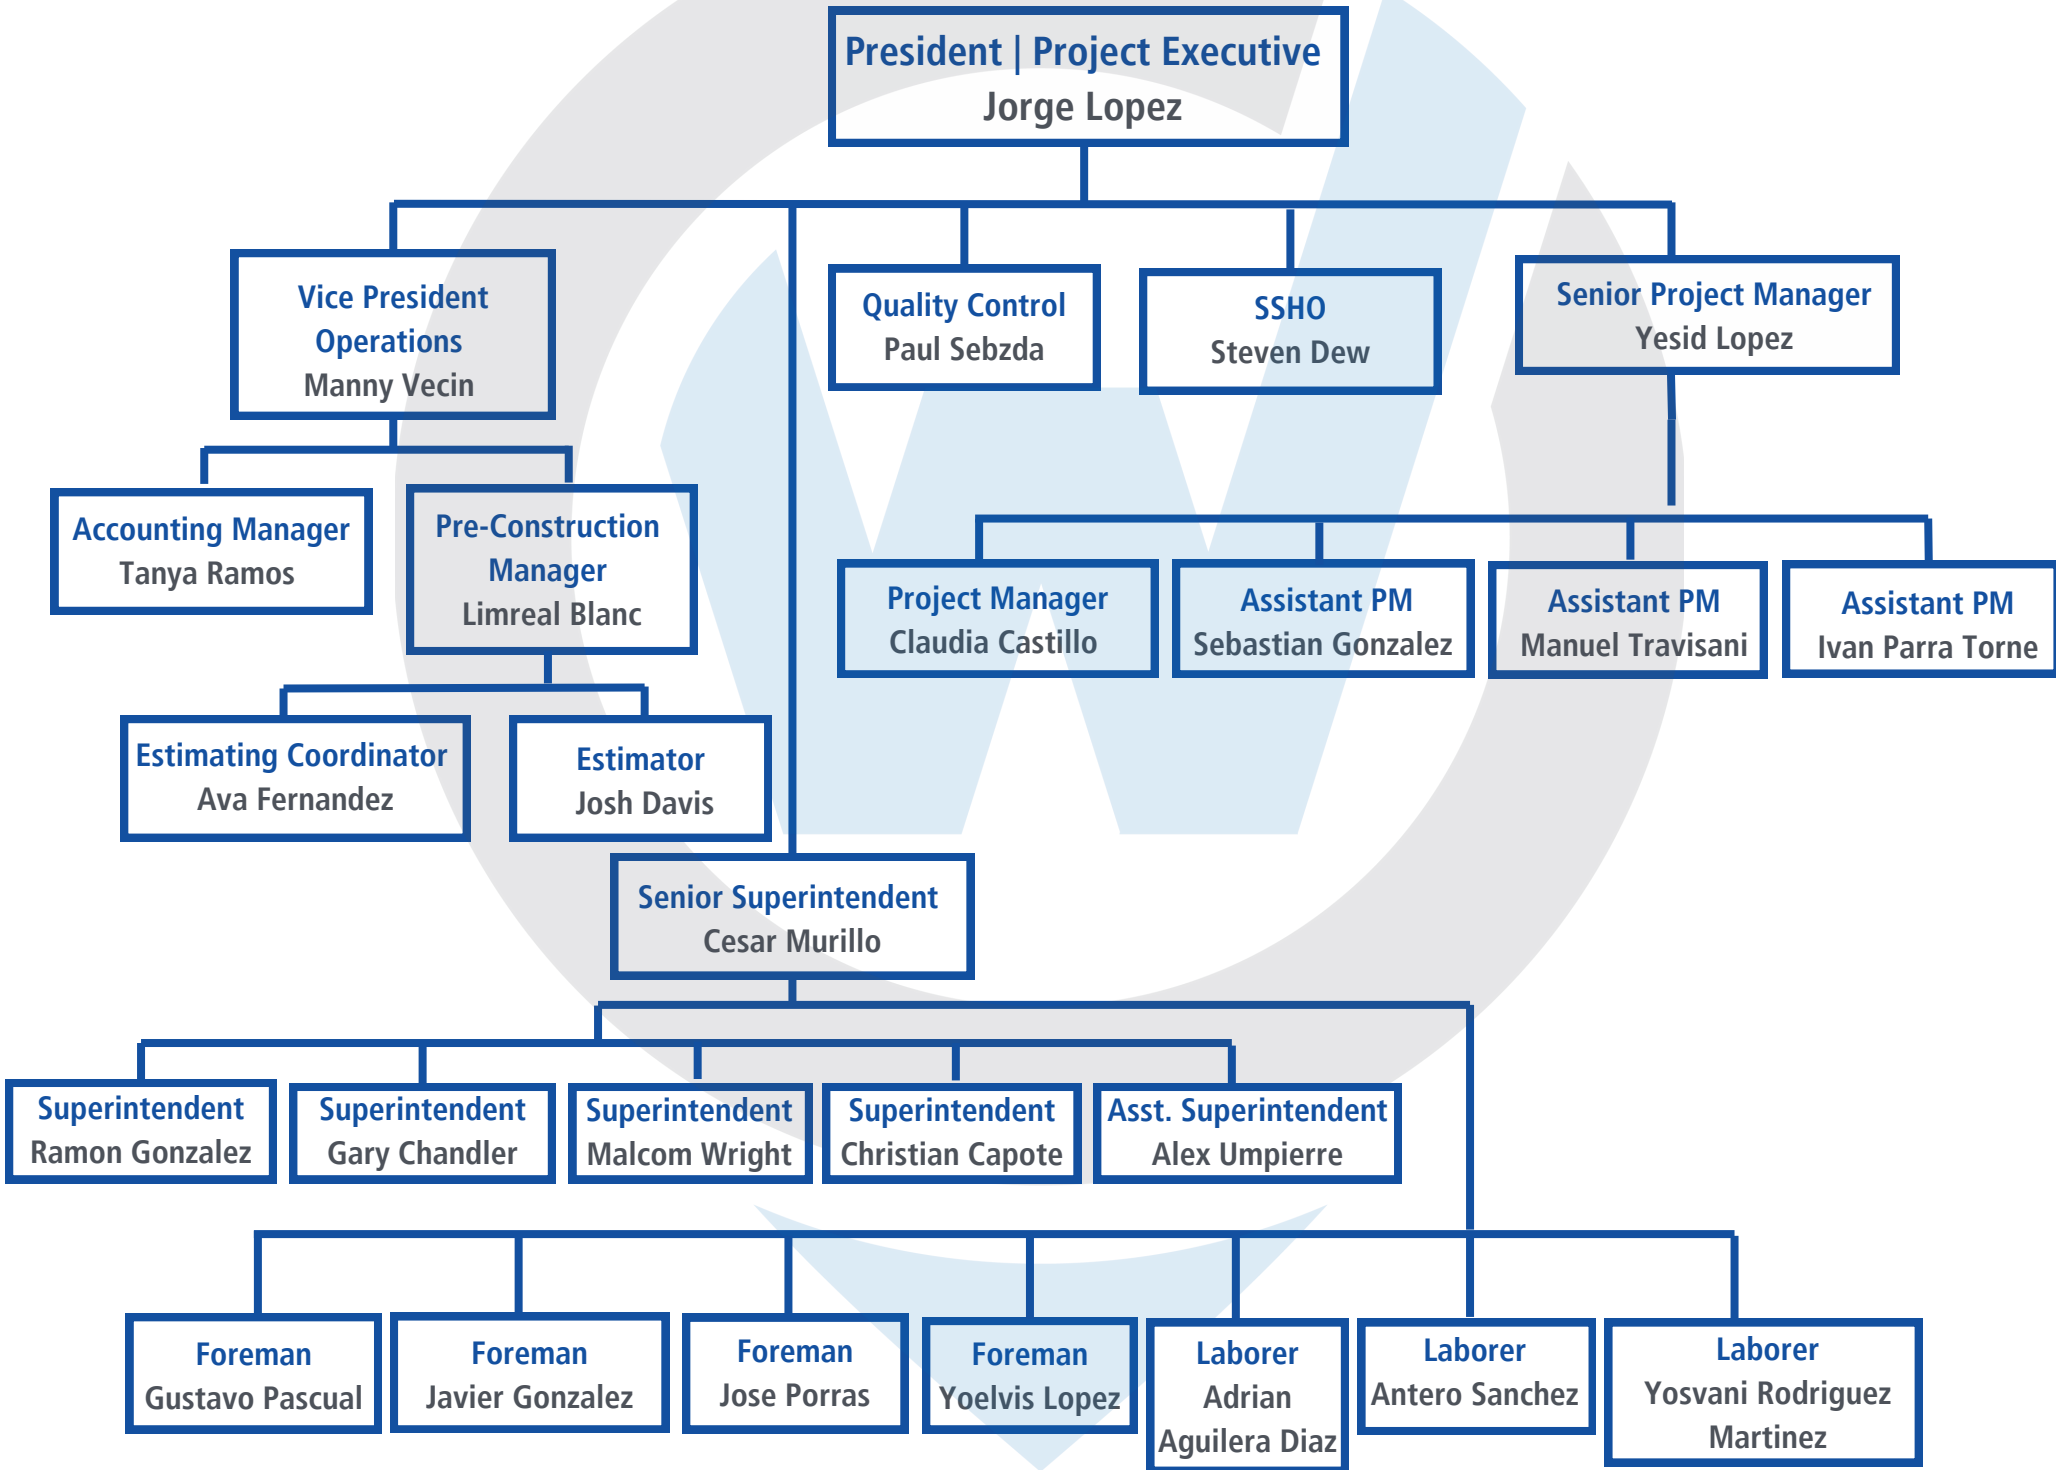 President | Project Executive
Jorge Lopez
Vice President
Operations
Manny Vecin
Quality Control
Paul Sebzda
SSHO
Steven Dew
Senior Project Manager
Yesid Lopez
Accounting Manager
Tanya Ramos
Pre-Construction
Manager
Limreal Blanc
Project Manager
Claudia Castillo
Assistant PM
Sebastian Gonzalez
Assistant PM
Manuel Travisani
Assistant PM
Ivan Parra Torne
Estimating Coordinator
Ava Fernandez
Estimator
Josh Davis
Senior Superintendent
Cesar Murillo
Superintendent
Ramon Gonzalez
Superintendent
Gary Chandler
Superintendent
Malcom Wright
Superintendent
Christian Capote
Asst. Superintendent
Alex Umpierre
Foreman
Gustavo Pascual
Foreman
Javier Gonzalez
Foreman
Jose Porras
Foreman
Yoelvis Lopez
Laborer
Adrian
Aguilera Diaz
Laborer
Antero Sanchez
Laborer
Yosvani Rodriguez
Martinez